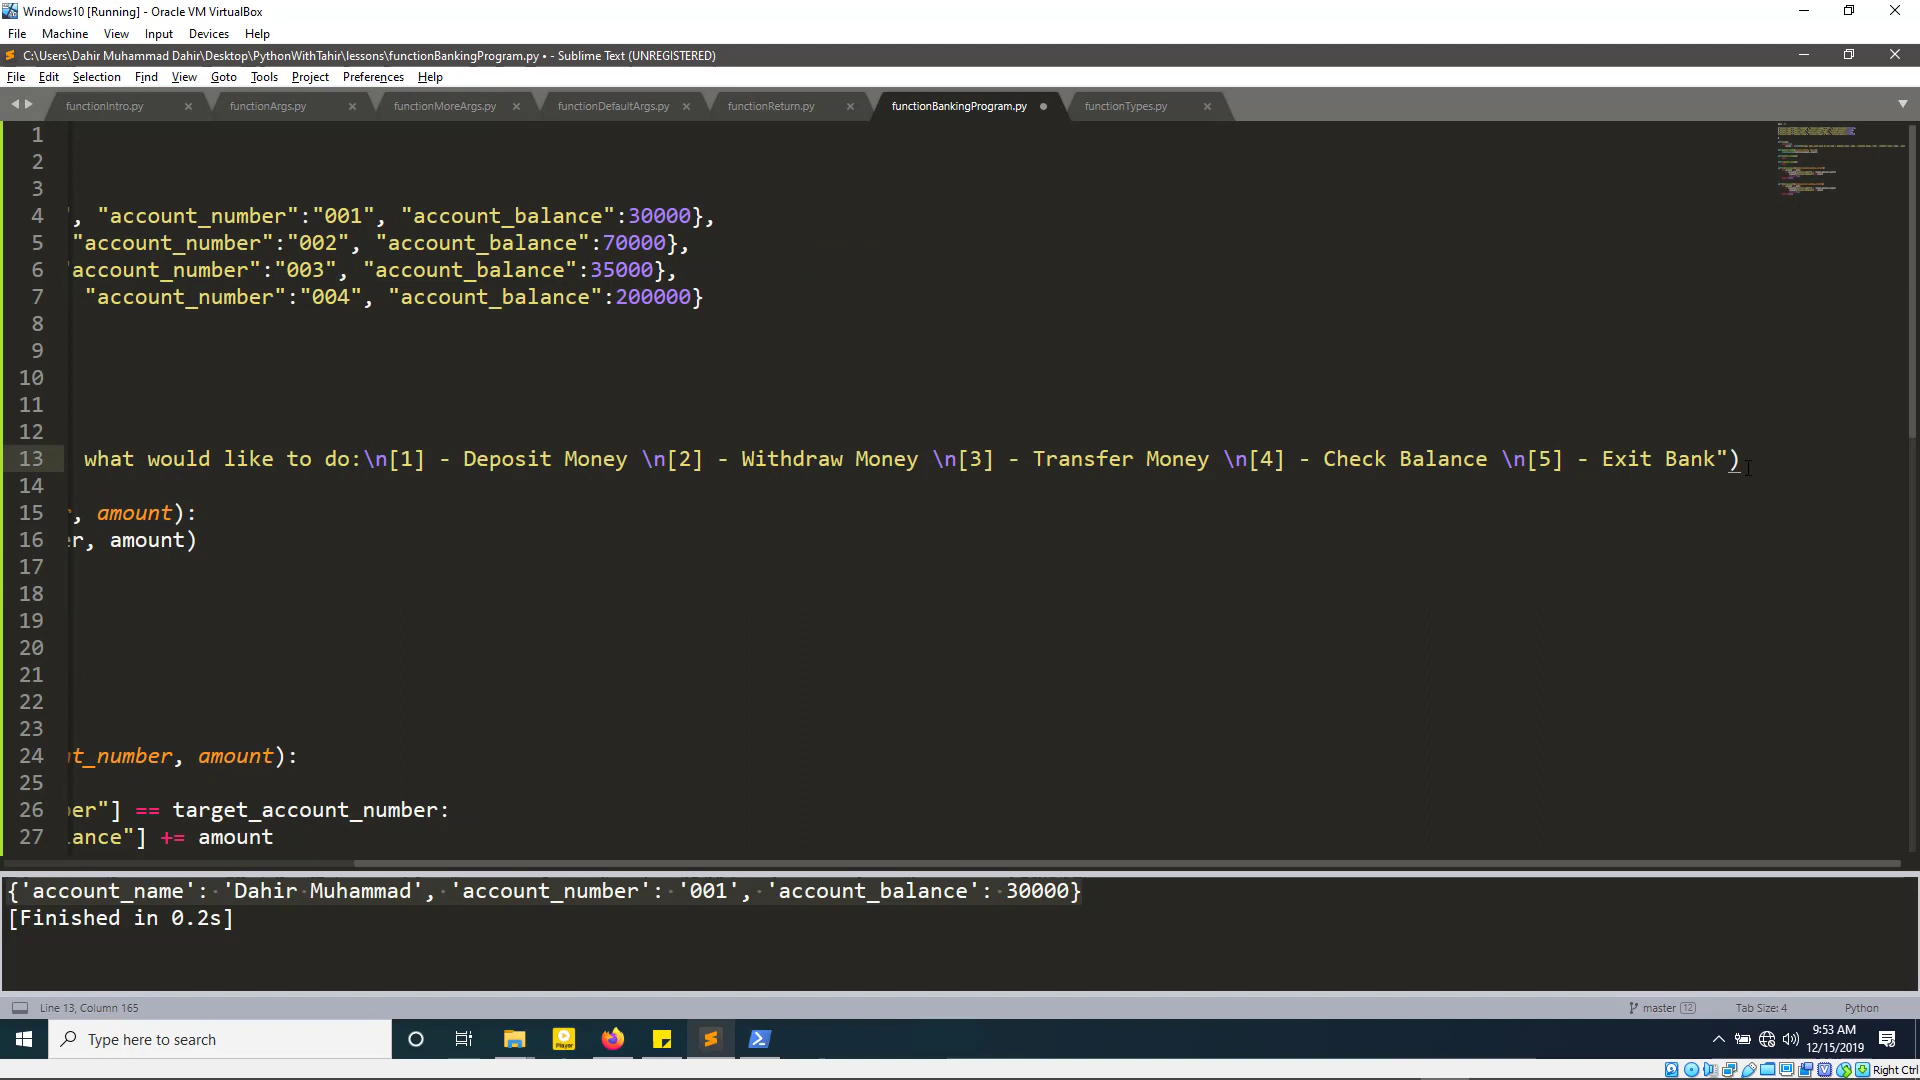 Windows10 [Running] - Oracle VM VirtualBox
File Machine View Input Devices Help
C:\Users\Dahir Muhammad Dahir\Desktop\PythonWithTahir\lessons\functionBankingProgram.py • - Sublime Text (UNREGISTERED)
File Edit Selection Find View Goto Tools Project Preferences Help
functionIntro.py functionArgs.py functionMoreArgs.py functionDefaultArgs.py functionReturn.py functionBankingProgram.py functionTypes.py
1
2
3
4 , "account_number":"001", "account_balance":30000},
5 "account_number":"002", "account_balance":70000},
6 account_number":"003", "account_balance":35000},
7 "account_number":"004", "account_balance":200000}
8
9
10
11
12
13 what would like to do:\n[1] - Deposit Money \n[2] - Withdraw Money \n[3] - Transfer Money \n[4] - Check Balance \n[5] - Exit Bank")
14
15 , amount):
16 er, amount)
17
18
19
20
21
22
23
24 nt_number, amount):
25
26 ber"] == target_account_number:
27 lance"] += amount
{'account_name': 'Dahir Muhammad', 'account_number': '001', 'account_balance': 30000}
[Finished in 0.2s]
Line 13, Column 165 master 12 Tab Size: 4 Python
Type here to search
9:53 AM
12/15/2019
Right Ctrl